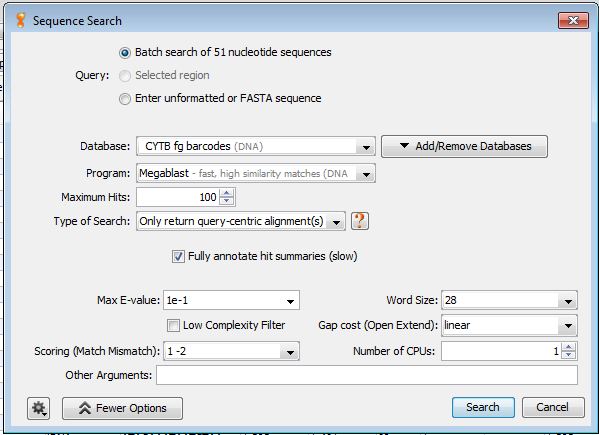 Sequence Search
Batch search of 51 nucleotide sequences
Query: Selected region
Enter unformatted or FASTA sequence
Database: CYTB fg barcodes (DNA) Add/Remove Databases
Program: Megablast - fast, high similarity matches (DNA
Maximum Hits: 100
Type of Search: Only return query-centric alignment(s) ?
Fully annotate hit summaries (slow)
Max E-value: 1e-1 Word Size: 28
Low Complexity Filter Gap cost (Open Extend): linear
Scoring (Match Mismatch): 1 -2 Number of CPUs: 1
Other Arguments:
Fewer Options Search Cancel